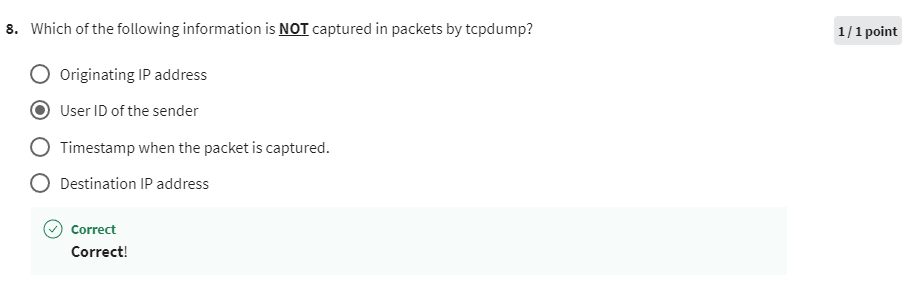 8. Which of the following information is NOT captured in packets by tcpdump?
1 / 1 point
Originating IP address
User ID of the sender
Timestamp when the packet is captured.
Destination IP address
Correct
Correct!